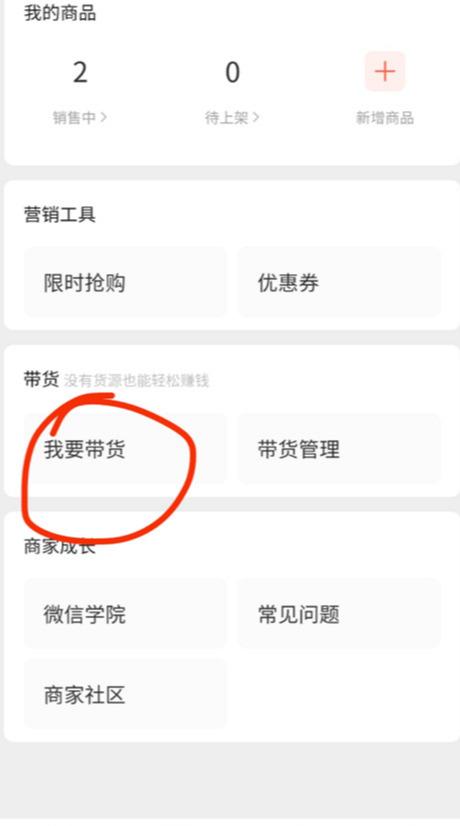 我的商品
2 0
销售中 > 待上架 > 新增商品
营销工具
限时抢购 优惠券
带货 没有货源也能轻松赚钱
我要带货 带货管理
商家成长
微信学院 常见问题
商家社区